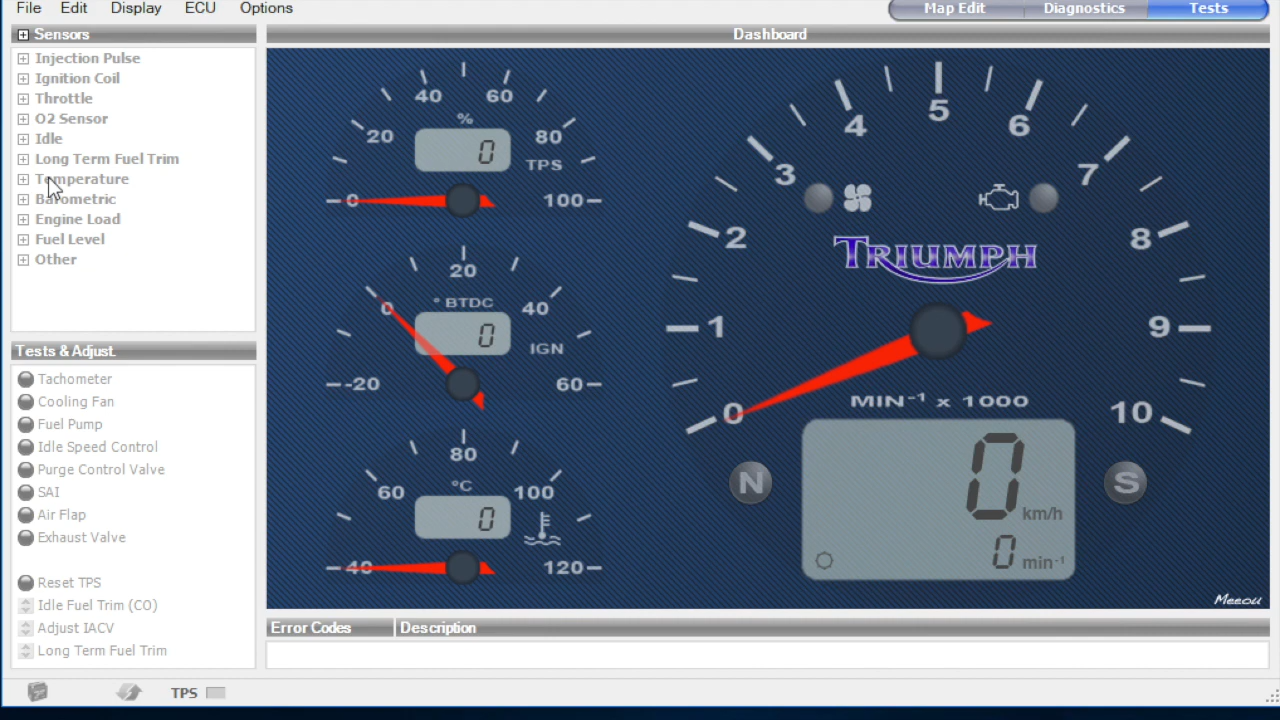 File Edit Display ECU Options
Map Edit Diagnostics Tests
Sensors
Injection Pulse
Ignition Coil
Throttle
O2 Sensor
Idle
Long Term Fuel Trim
Temperature
Barometric
Engine Load
Fuel Level
Other
Tests & Adjust.
Tachometer
Cooling Fan
Fuel Pump
Idle Speed Control
Purge Control Valve
SAI
Air Flap
Exhaust Valve
Reset TPS
Idle Fuel Trim (CO)
Adjust IACV
Long Term Fuel Trim
Dashboard
40 60
%
20 0 80
TPS
0 100
20
° BTDC
0 40
0
IGN
-20 60
80
°C
60 100
0
40 120
5
4 6
3 7
2 8
TRIUMPH
1 9
0 10
MIN⁻¹ x 1000
N 0 S
km/h
0 min⁻¹
Meeou
Error Codes Description
TPS